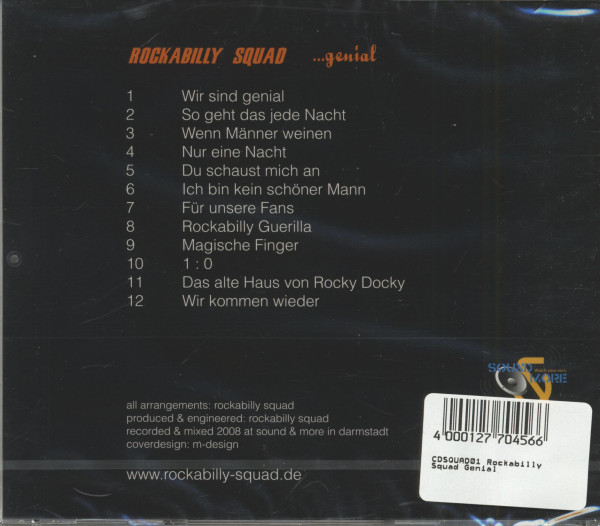 ROCKABILLY SQUAD ...genial
1 Wir sind genial
2 So geht das jede Nacht
3 Wenn Männer weinen
4 Nur eine Nacht
5 Du schaust mich an
6 Ich bin kein schöner Mann
7 Für unsere Fans
8 Rockabilly Guerilla
9 Magische Finger
10 1 : 0
11 Das alte Haus von Rocky Docky
12 Wir kommen wieder
SOUND
MORE
all arrangements: rockabilly squad
produced & engineered: rockabilly squad
recorded & mixed 2008 at sound & more in darmstadt
coverdesign: m-design
www.rockabilly-squad.de
4 000127 704566
CDSQUAD01 Rockabilly
Squad Genial